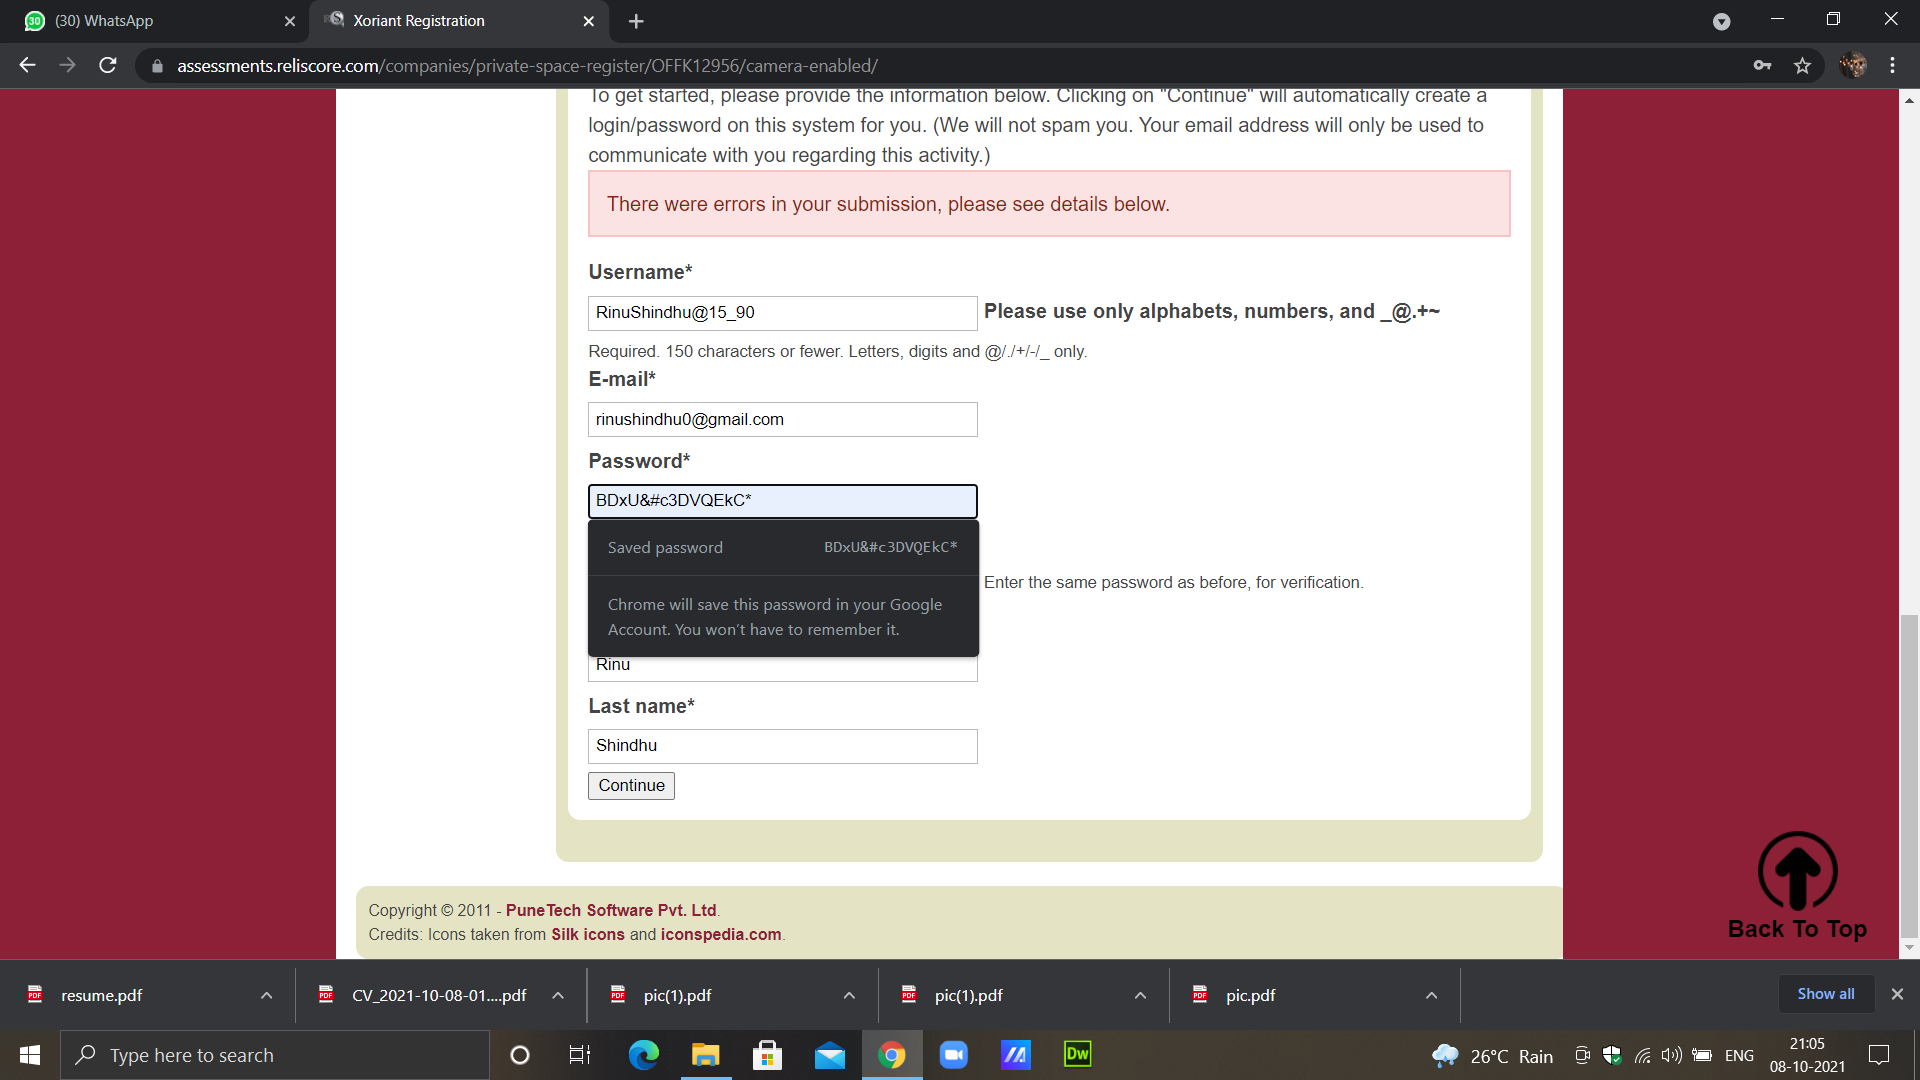 30
(30) WhatsApp
Xoriant Registration
assessments.reliscore.com/companies/private-space-register/OFFK12956/camera-enabled/
To get started, please provide the information below. Clicking on "Continue" will automatically create a
login/password on this system for you. (We will not spam you. Your email address will only be used to
communicate with you regarding this activity.)
There were errors in your submission, please see details below.
Username*
RinuShindhu@15_90
Please use only alphabets, numbers, and _@.+~
Required. 150 characters or fewer. Letters, digits and @/./+/-/_ only.
E-mail*
rinushindhu0@gmail.com
Password*
BDxU&#c3DVQEkC*
Saved password BDxU&#c3DVQEkC*
Enter the same password as before, for verification.
Chrome will save this password in your Google
Account. You won't have to remember it.
Rinu
Last name*
Shindhu
Continue
Copyright © 2011 - PuneTech Software Pvt. Ltd.
Credits: Icons taken from Silk icons and iconspedia.com.
Back To Top
PDF resume.pdf
PDF CV_2021-10-08-01....pdf
PDF pic(1).pdf
PDF pic(1).pdf
PDF pic.pdf
Show all
Type here to search
Dw
26°C Rain
ENG
21:05
08-10-2021